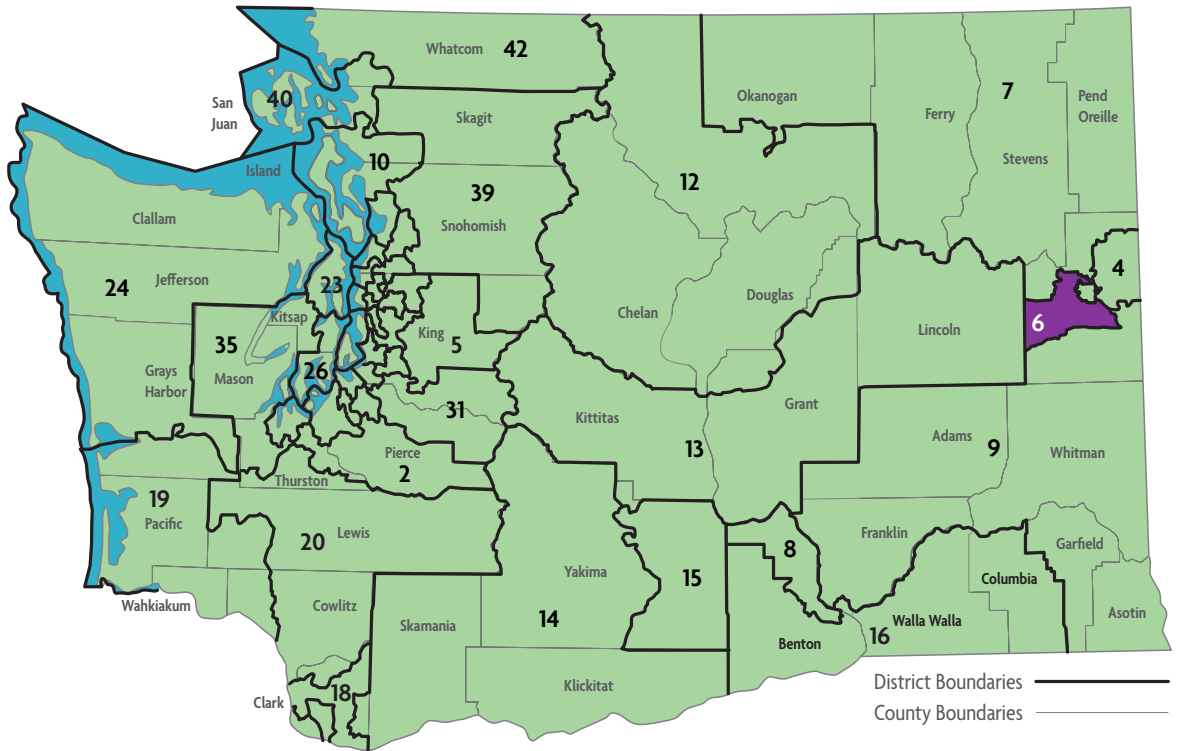 Whatcom 42
San
Juan
40
Skagit
Okanogan
Ferry
7
Pend
Oreille
Stevens
Island
10
39
Snohomish
12
Clallam
24
Jefferson
23
Kitsap
Chelan
Douglas
Lincoln
4
6
35
Mason
King
5
26
Grays
Harbor
31
Kittitas
Grant
Pierce
2
13
Adams
9
Whitman
Thurston
19
Pacific
20
Lewis
Yakima
15
8
Franklin
Garfield
Wahkiakum
Cowlitz
Skamania
14
Columbia
Walla Walla
16
Asotin
Benton
Clark
18
Klickitat
District Boundaries
County Boundaries